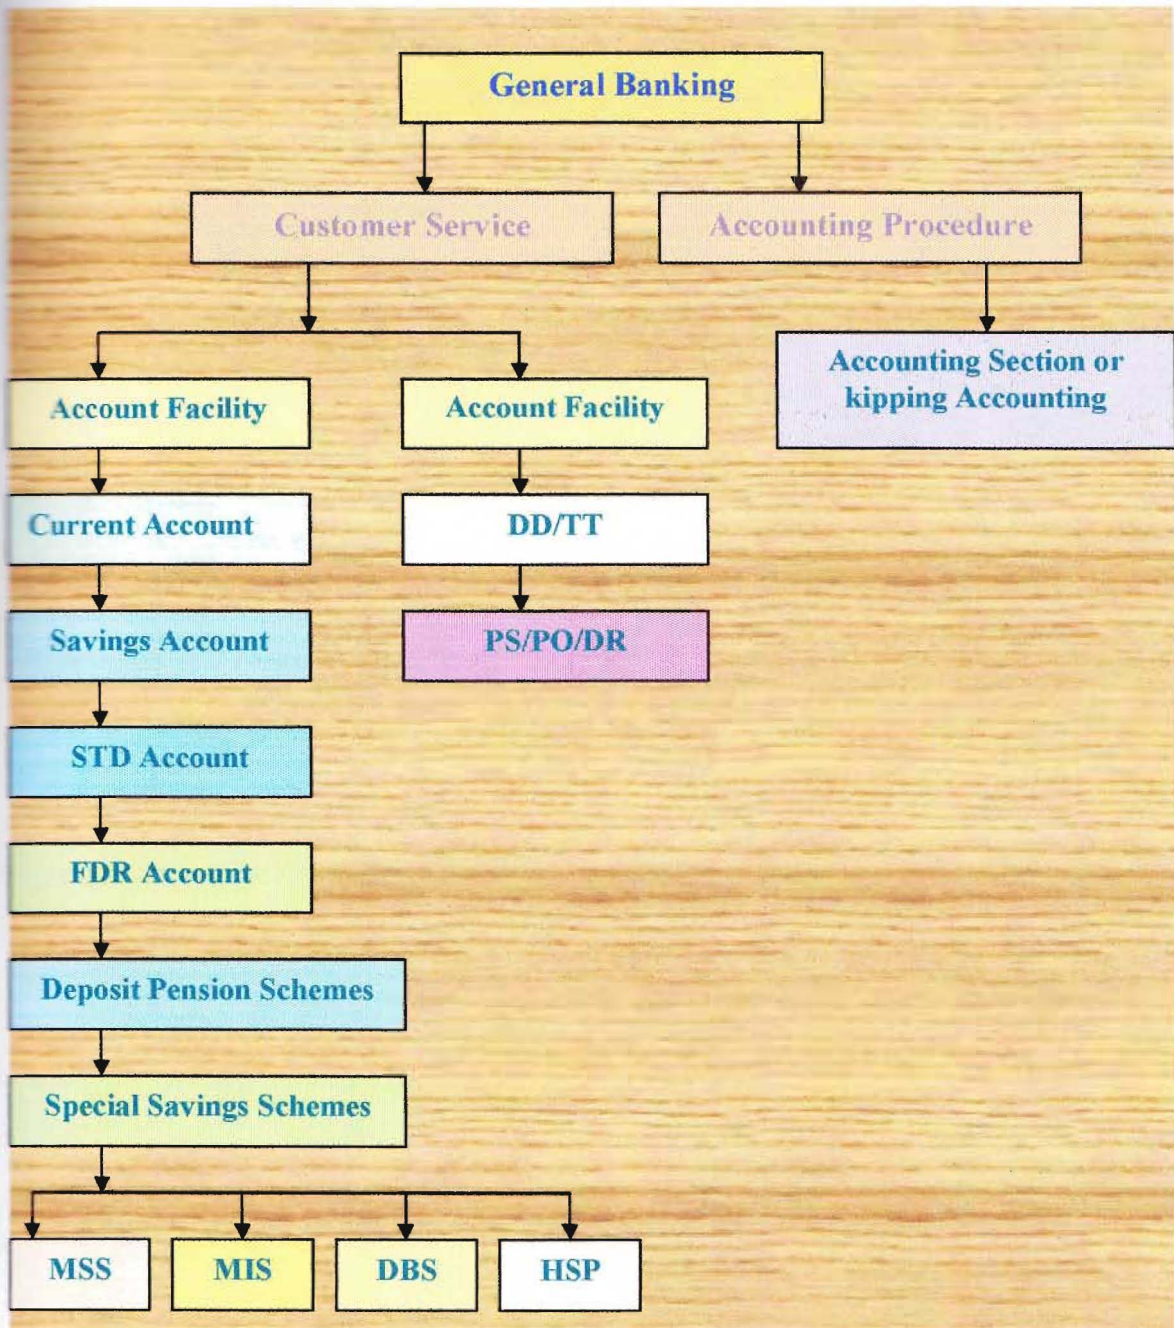 General Banking
Customer Service
Accounting Procedure
Account Facility
Account Facility
Accounting Section or
kipping Accounting
Current Account
DD/TT
Savings Account
PS/PO/DR
STD Account
FDR Account
Deposit Pension Schemes
Special Savings Schemes
MSS
MIS
DBS
HSP